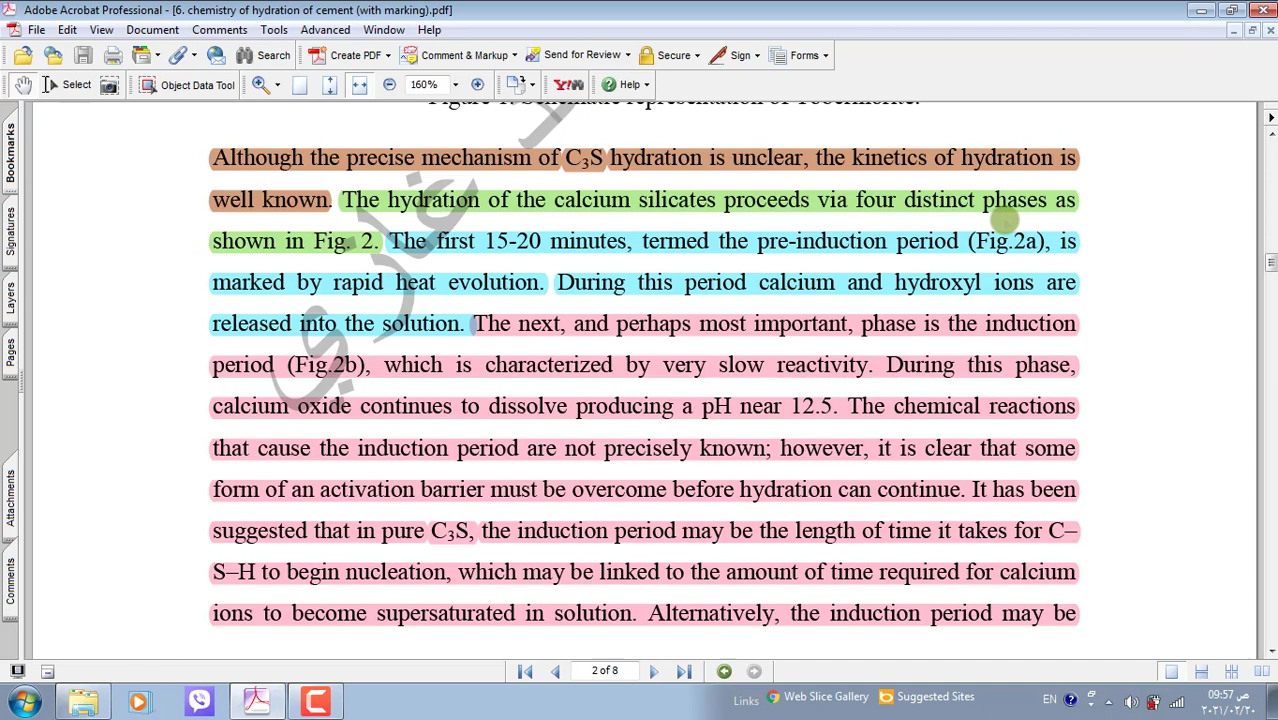 Adobe Acrobat Professional - [6. chemistry of hydration of cement (with marking).pdf]
File Edit View Document Comments Tools Advanced Window Help
Search Create PDF Comment & Markup Send for Review Secure Sign Forms
Select Object Data Tool 160% Y! Help
Although the precise mechanism of C₃S hydration is unclear, the kinetics of hydration is
well known. The hydration of the calcium silicates proceeds via four distinct phases as
shown in Fig. 2. The first 15-20 minutes, termed the pre-induction period (Fig.2a), is
marked by rapid heat evolution. During this period calcium and hydroxyl ions are
released into the solution. The next, and perhaps most important, phase is the induction
period (Fig.2b), which is characterized by very slow reactivity. During this phase,
calcium oxide continues to dissolve producing a pH near 12.5. The chemical reactions
that cause the induction period are not precisely known; however, it is clear that some
form of an activation barrier must be overcome before hydration can continue. It has been
suggested that in pure C₃S, the induction period may be the length of time it takes for C–
S–H to begin nucleation, which may be linked to the amount of time required for calcium
ions to become supersaturated in solution. Alternatively, the induction period may be
Bookmarks
Signatures
Layers
Pages
Attachments
Comments
2 of 8
Links Web Slice Gallery Suggested Sites EN
09:57 ص
٢٠٢١/٠٢/٢٠